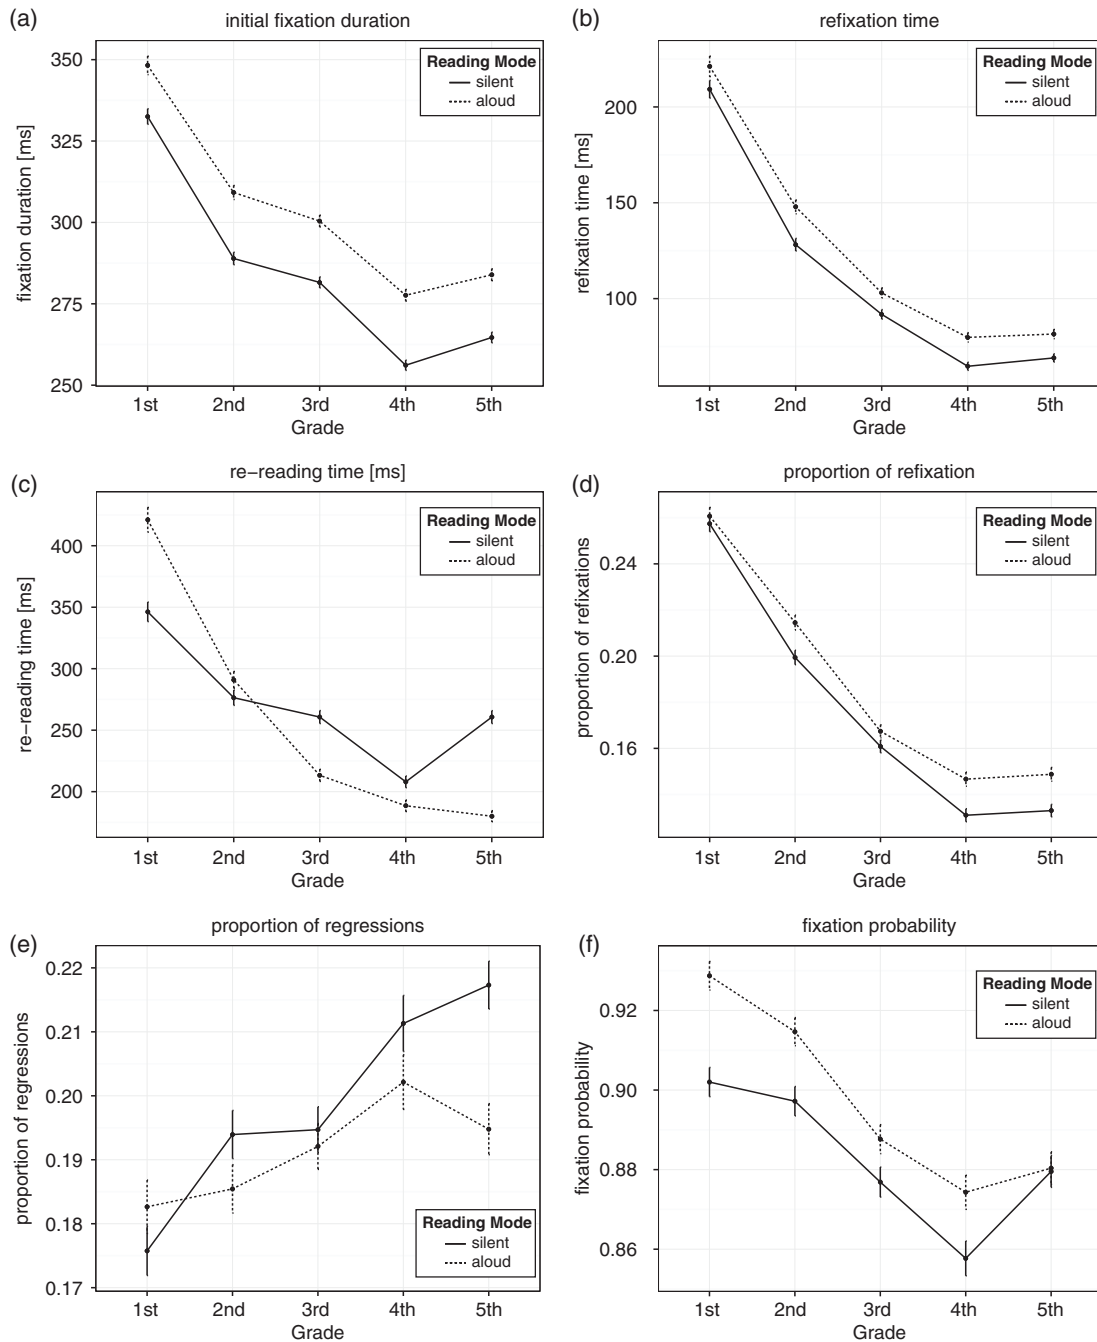 (a)
initial fixation duration
fixation duration [ms]
350
325
300
275
250
Reading Mode
silent
aloud
1st 2nd 3rd 4th 5th
Grade
(b)
refixation time
refixation time [ms]
200
150
100
Reading Mode
silent
aloud
1st 2nd 3rd 4th 5th
Grade
(c)
re−reading time [ms]
re−reading time [ms]
400
350
300
250
200
Reading Mode
silent
aloud
1st 2nd 3rd 4th 5th
Grade
(d)
proportion of refixation
proportion of refixations
0.24
0.20
0.16
Reading Mode
silent
aloud
1st 2nd 3rd 4th 5th
Grade
(e)
proportion of regressions
proportion of regressions
0.22
0.21
0.20
0.19
0.18
0.17
Reading Mode
silent
aloud
1st 2nd 3rd 4th 5th
Grade
(f)
fixation probability
fixation probability
0.92
0.90
0.88
0.86
Reading Mode
silent
aloud
1st 2nd 3rd 4th 5th
Grade